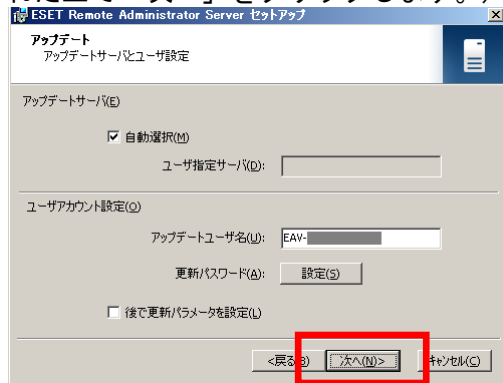 ESET Remote Administrator Server セットアップ
アップデート
アップデートサーバとユーザ設定
アップデートサーバ(E)
自動選択(M)
ユーザ指定サーバ(D):
ユーザアカウント設定(O)
アップデートユーザ名(U): EAV-
更新パスワード(A): 設定(S)
後で更新パラメータを設定(L)
<戻る(B) 次へ(N)> キャンセル(C)